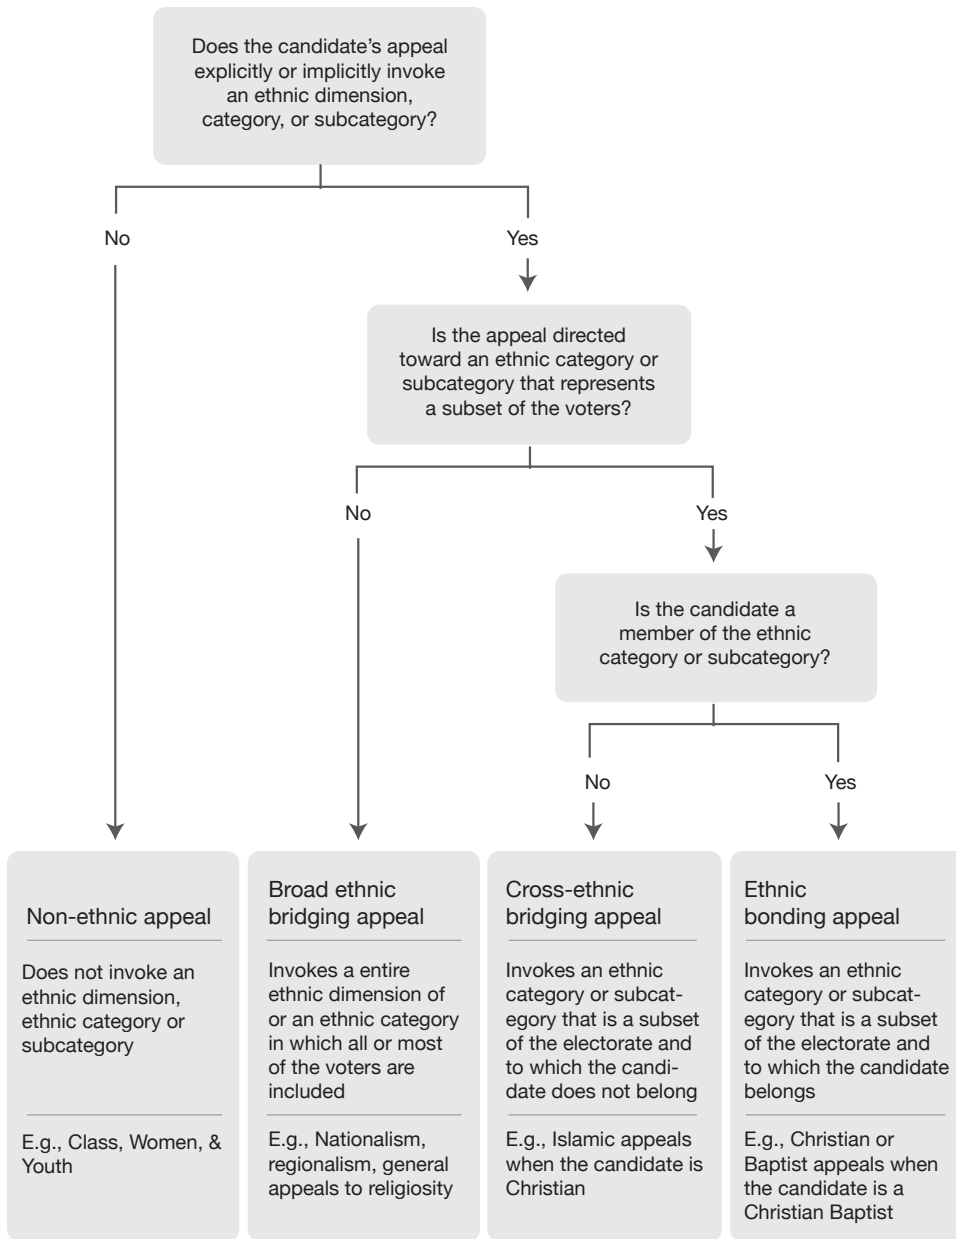 Does the candidate’s appeal
explicitly or implicitly invoke
an ethnic dimension,
category, or subcategory?
No
Yes
Is the appeal directed
toward an ethnic category or
subcategory that represents
a subset of the voters?
No
Yes
Is the candidate a
member of the ethnic
category or subcategory?
No
Yes
Non-ethnic appeal
Does not invoke an
ethnic dimension,
ethnic category or
subcategory
E.g., Class, Women, &
Youth
Broad ethnic
bridging appeal
Invokes a entire
ethnic dimension of
or an ethnic category
in which all or most
of the voters are
included
E.g., Nationalism,
regionalism, general
appeals to religiosity
Cross-ethnic
bridging appeal
Invokes an ethnic
category or subcat-
egory that is a subset
of the electorate and
to which the candi-
date does not belong
E.g., Islamic appeals
when the candidate is
Christian
Ethnic
bonding appeal
Invokes an ethnic
category or subcat-
egory that is a subset
of the electorate and
to which the candidate
belongs
E.g., Christian or
Baptist appeals when
the candidate is a
Christian Baptist